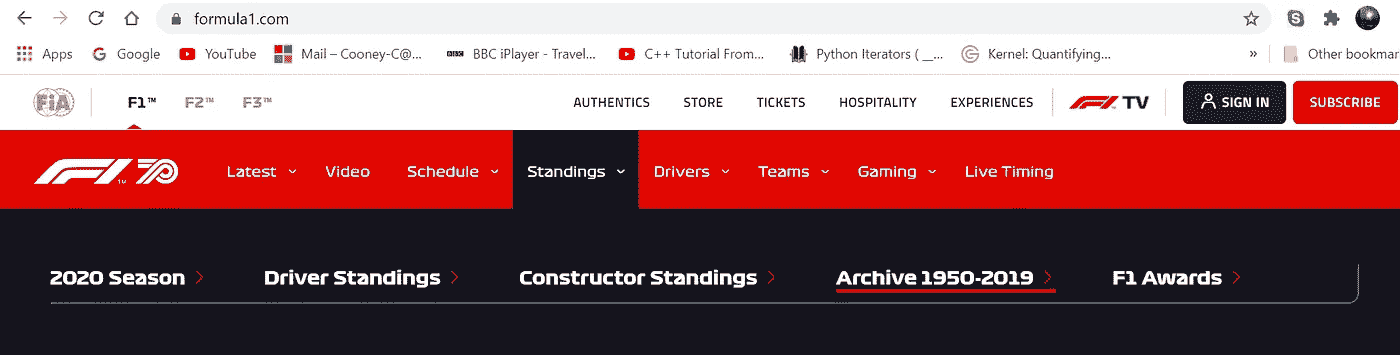 formula1.com
Apps Google YouTube Mail – Cooney-C@... BBC iPlayer - Travel... C++ Tutorial From... Python Iterators ( __... Kernel: Quantifying... » Other bookmar
FiA F1™ F2™ F3™ AUTHENTICS STORE TICKETS HOSPITALITY EXPERIENCES F1 TV SIGN IN SUBSCRIBE
F1 70 Latest Video Schedule Standings Drivers Teams Gaming Live Timing
2020 Season Driver Standings Constructor Standings Archive 1950-2019 F1 Awards